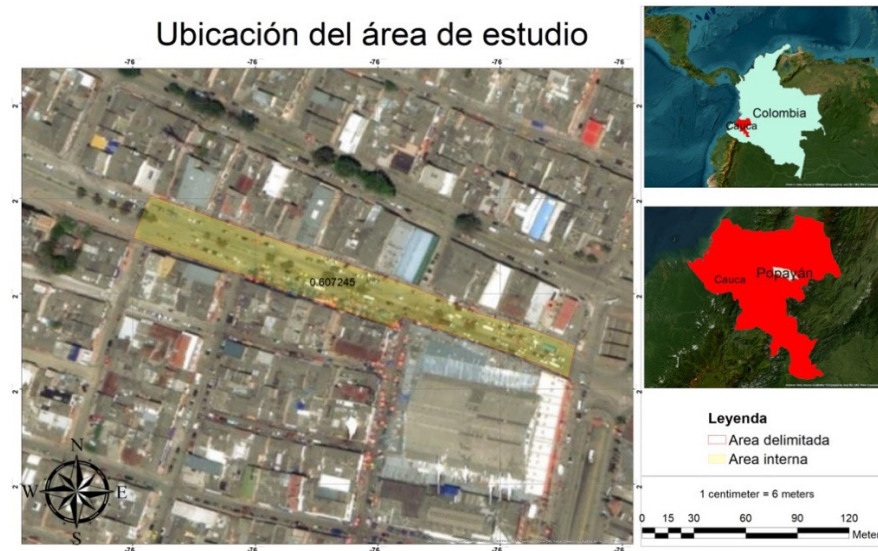 Ubicación del área de estudio
-76 -76 -76 -76 -76
2
2
2
2
2
0.607245
N
W E
S
-76 -76 -76 -76 -76
Colombia
Cauca
Cauca
Popayán
Leyenda
Area delimitada
Area interna
1 centimeter = 6 meters
0 15 30 60 90 120
Meter